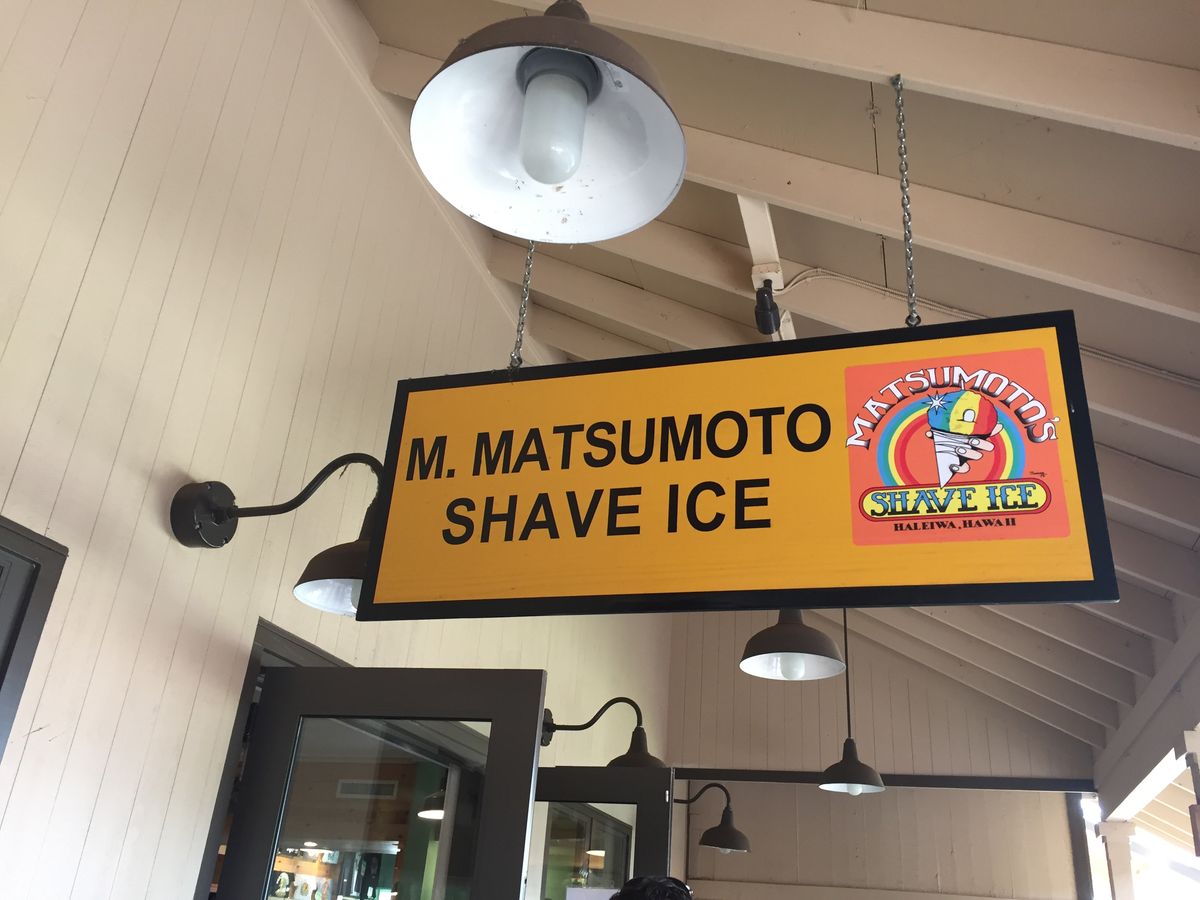 M. MATSUMOTO
SHAVE ICE
MATSUMOTO'S
SHAVE ICE
HALEIWA, HAWAII